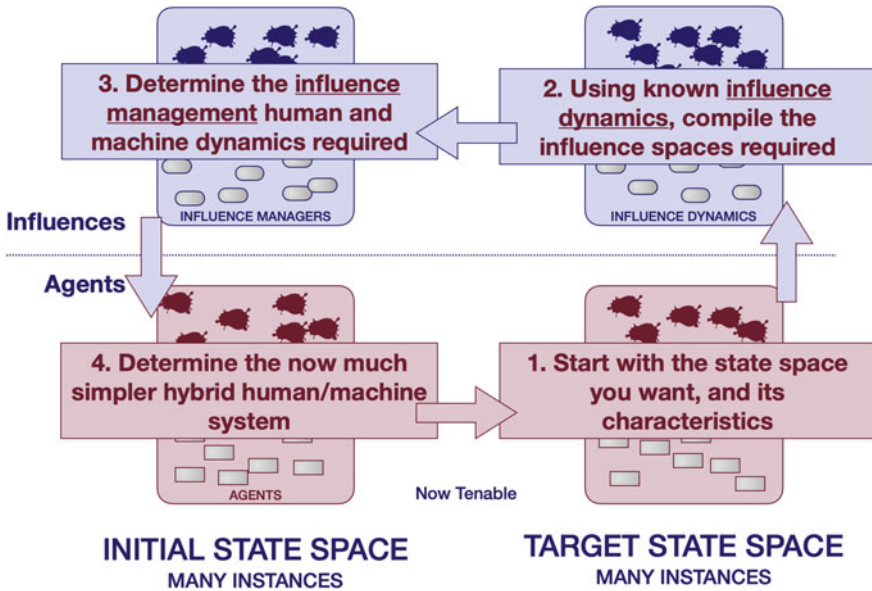 3. Determine the influence
management human and
machine dynamics required
2. Using known influence
dynamics, compile the
influence spaces required
INFLUENCE MANAGERS
INFLUENCE DYNAMICS
Influences
Agents
4. Determine the now much
simpler hybrid human/machine
system
1. Start with the state space
you want, and its
characteristics
AGENTS
Now Tenable
INITIAL STATE SPACE
MANY INSTANCES
TARGET STATE SPACE
MANY INSTANCES